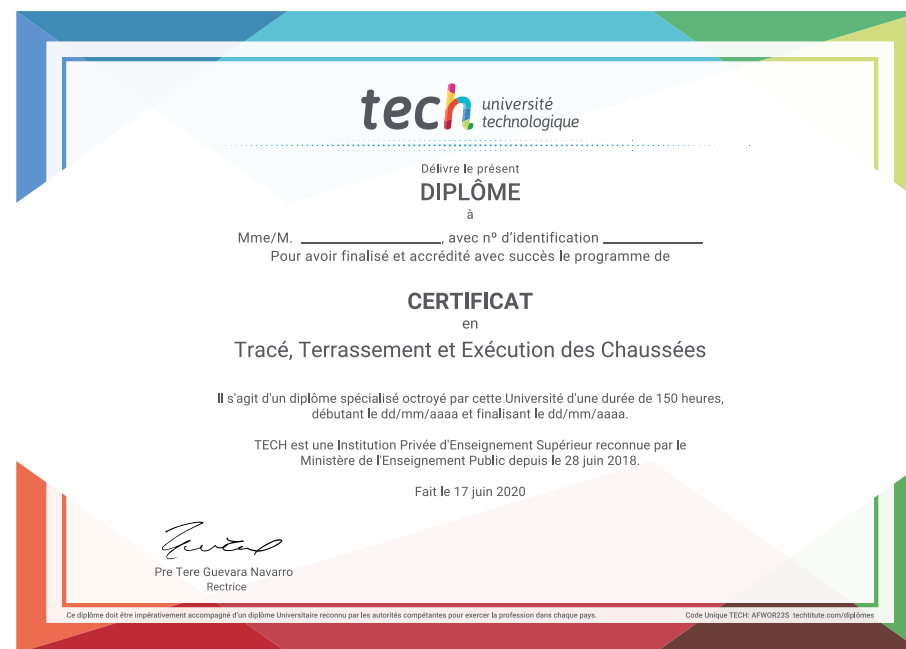 tech université
technologique
Délivre le présent
DIPLÔME
à
Mme/M. ____________________, avec nº d'identification ______________
Pour avoir finalisé et accrédité avec succès le programme de
CERTIFICAT
en
Tracé, Terrassement et Exécution des Chaussées
Il s'agit d'un diplôme spécialisé octroyé par cette Université d'une durée de 150 heures,
débutant le dd/mm/aaaa et finalisant le dd/mm/aaaa.
TECH est une Institution Privée d'Enseignement Supérieur reconnue par le
Ministère de l'Enseignement Public depuis le 28 juin 2018.
Fait le 17 juin 2020
Pre Tere Guevara Navarro
Rectrice
Ce diplôme doit être impérativement accompagné d'un diplôme Universitaire reconnu par les autorités compétantes pour exercer la profession dans chaque pays.
Code Unique TECH: AFWOR23S techtitute.com/diplômes